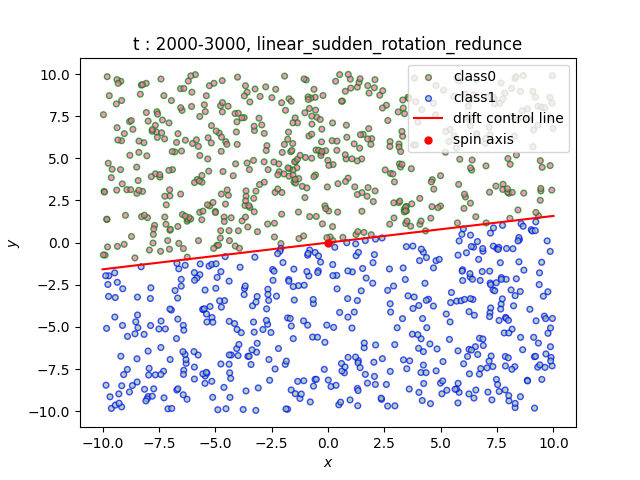 t : 2000-3000, linear_sudden_rotation_redunce
class0
class1
drift control line
spin axis
10.0
7.5
5.0
2.5
0.0
−2.5
−5.0
−7.5
−10.0
y
−10.0 −7.5 −5.0 −2.5 0.0 2.5 5.0 7.5 10.0
x